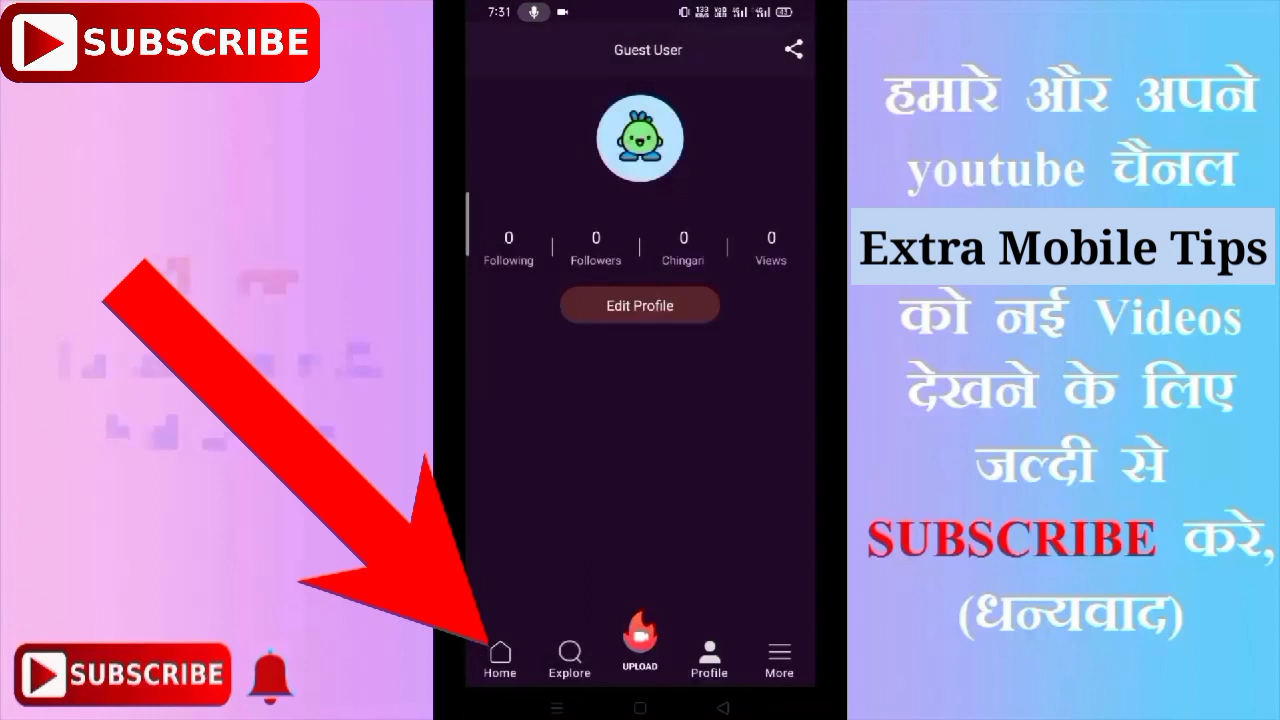 SUBSCRIBE
7:31
Guest User
0 0 0 0
Following Followers Chingari Views
Edit Profile
Home Explore UPLOAD Profile More
SUBSCRIBE
हमारे और अपने
youtube चैनल
Extra Mobile Tips
को नई Videos
देखने के लिए
जल्दी से
SUBSCRIBE करे,
(धन्यवाद)